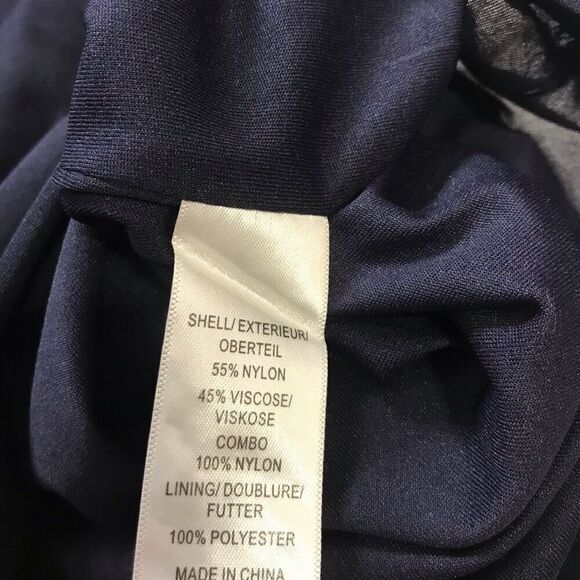 SHELL/ EXTERIEUR/
OBERTEIL
55% NYLON
45% VISCOSE/
VISKOSE
COMBO
100% NYLON
LINING/ DOUBLURE/
FUTTER
100% POLYESTER
MADE IN CHINA